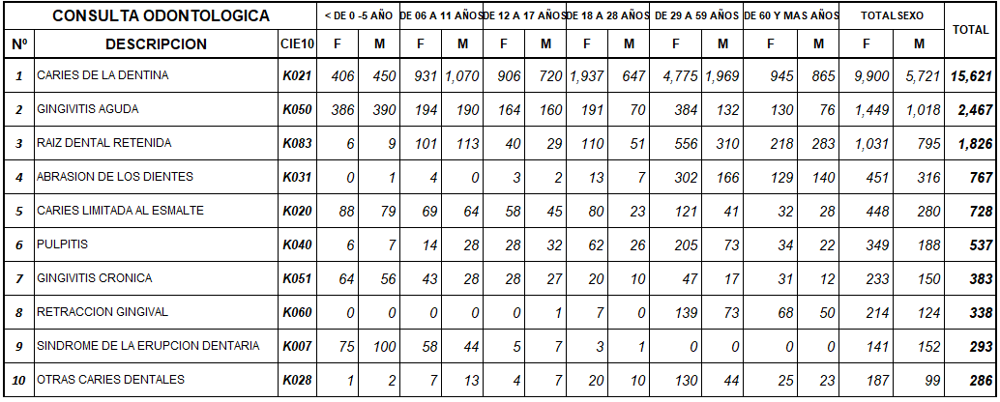 CONSULTA ODONTOLOGICA < DE 0 -5 AÑO DE 06 A 11 AÑOS DE 12 A 17 AÑOS DE 18 A 28 AÑOS DE 29 A 59 AÑOS DE 60 Y MAS AÑOS TOTAL SEXO TOTAL
Nº DESCRIPCION CIE10 F M F M F M F M F M F M F M
1 CARIES DE LA DENTINA K021 406 450 931 1,070 906 720 1,937 647 4,775 1,969 945 865 9,900 5,721 15,621
2 GINGIVITIS AGUDA K050 386 390 194 190 164 160 191 70 384 132 130 76 1,449 1,018 2,467
3 RAIZ DENTAL RETENIDA K083 6 9 101 113 40 29 110 51 556 310 218 283 1,031 795 1,826
4 ABRASION DE LOS DIENTES K031 0 1 4 0 3 2 13 7 302 166 129 140 451 316 767
5 CARIES LIMITADA AL ESMALTE K020 88 79 69 64 58 45 80 23 121 41 32 28 448 280 728
6 PULPITIS K040 6 7 14 28 28 32 62 26 205 73 34 22 349 188 537
7 GINGIVITIS CRONICA K051 64 56 43 28 28 27 20 10 47 17 31 12 233 150 383
8 RETRACCION GINGIVAL K060 0 0 0 0 0 1 7 0 139 73 68 50 214 124 338
9 SINDROME DE LA ERUPCION DENTARIA K007 75 100 58 44 5 7 3 1 0 0 0 0 141 152 293
10 OTRAS CARIES DENTALES K028 1 2 7 13 4 7 20 10 130 44 25 23 187 99 286